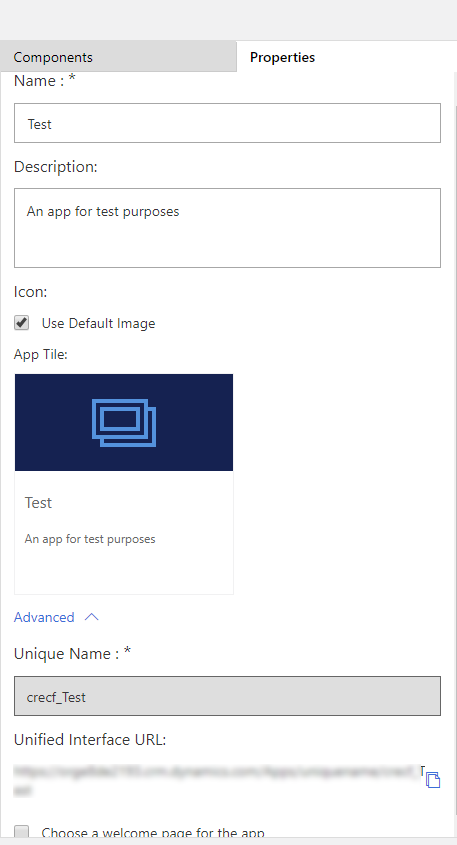 Components
Properties
Name : *
Test
Description:
An app for test purposes
Icon:
Use Default Image
App Tile:
Test
An app for test purposes
Advanced
Unique Name : *
crecf_Test
Unified Interface URL:
Choose a welcome page for the app